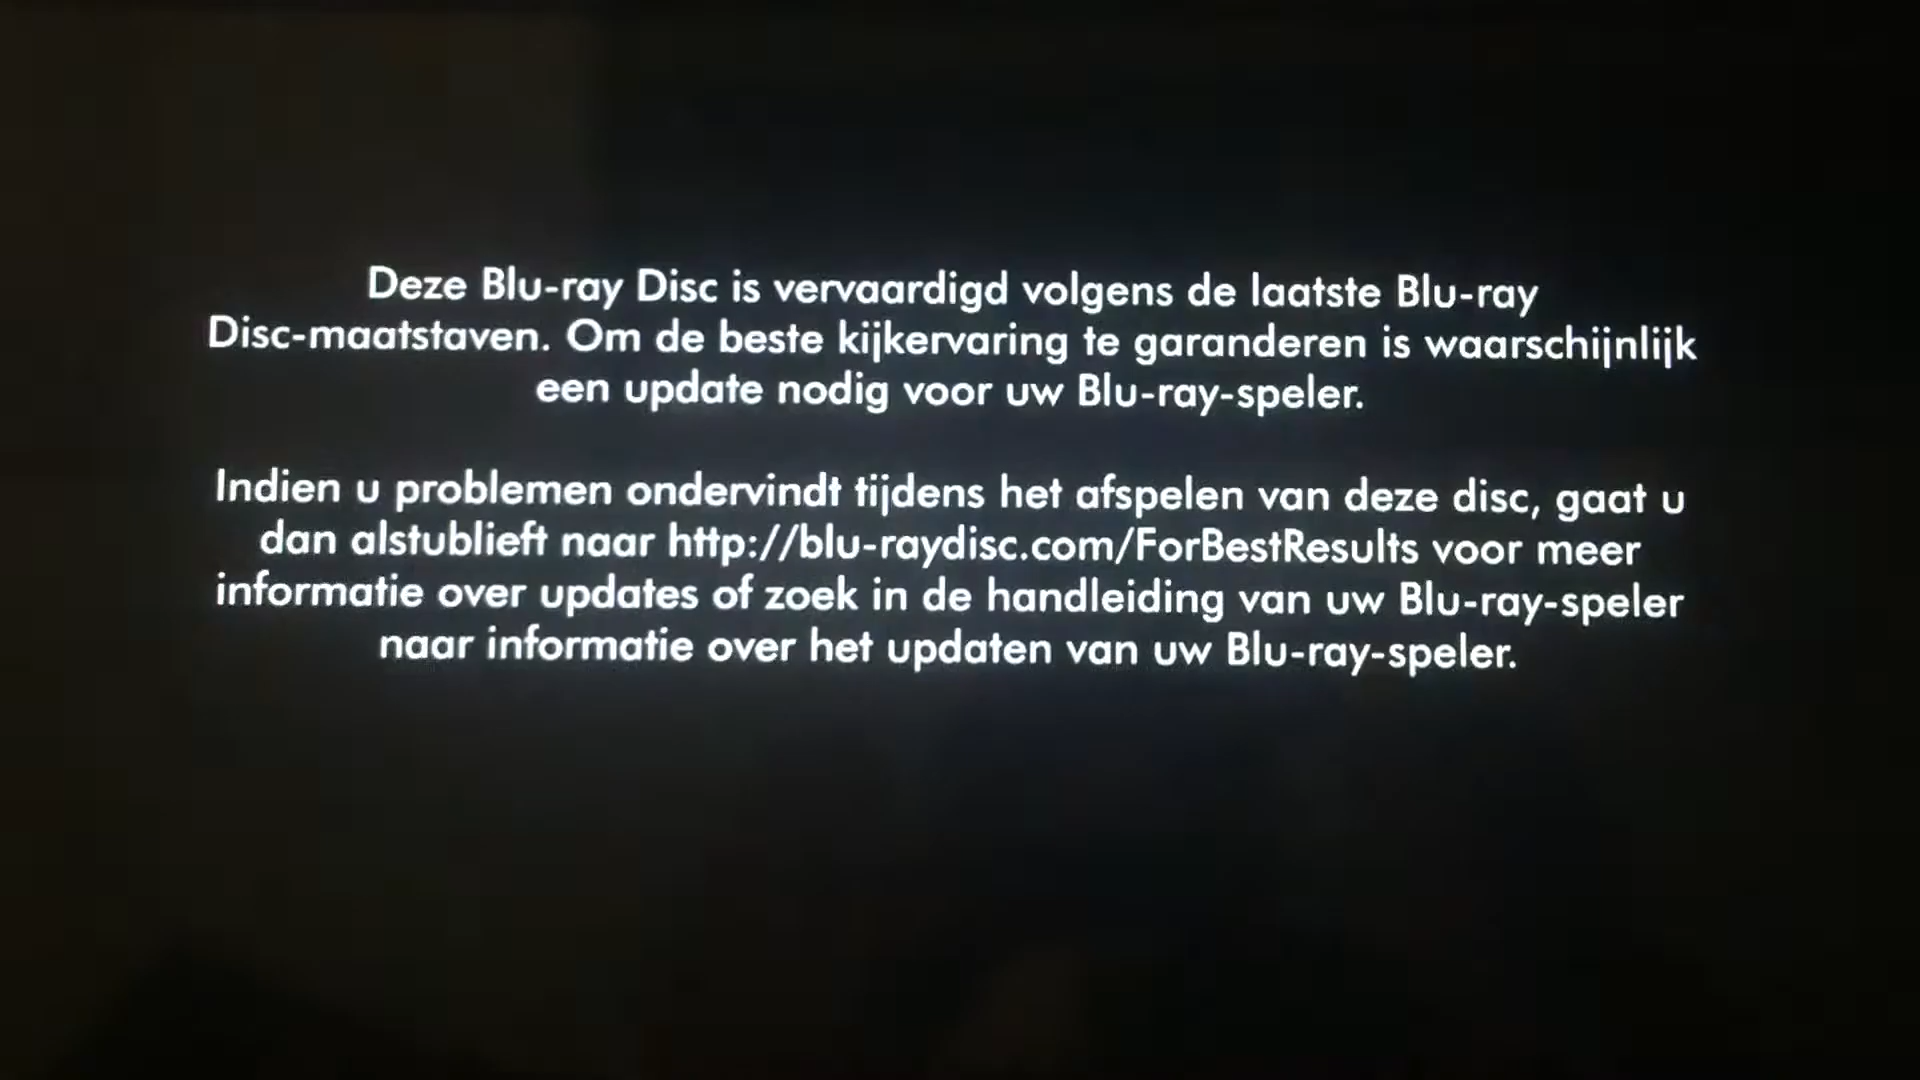 Deze Blu-ray Disc is vervaardigd volgens de laatste Blu-ray
Disc-maatstaven. Om de beste kijkervaring te garanderen is waarschijnlijk
een update nodig voor uw Blu-ray-speler.
Indien u problemen ondervindt tijdens het afspelen van deze disc, gaat u
dan alstublieft naar http://blu-raydisc.com/ForBestResults voor meer
informatie over updates of zoek in de handleiding van uw Blu-ray-speler
naar informatie over het updaten van uw Blu-ray-speler.